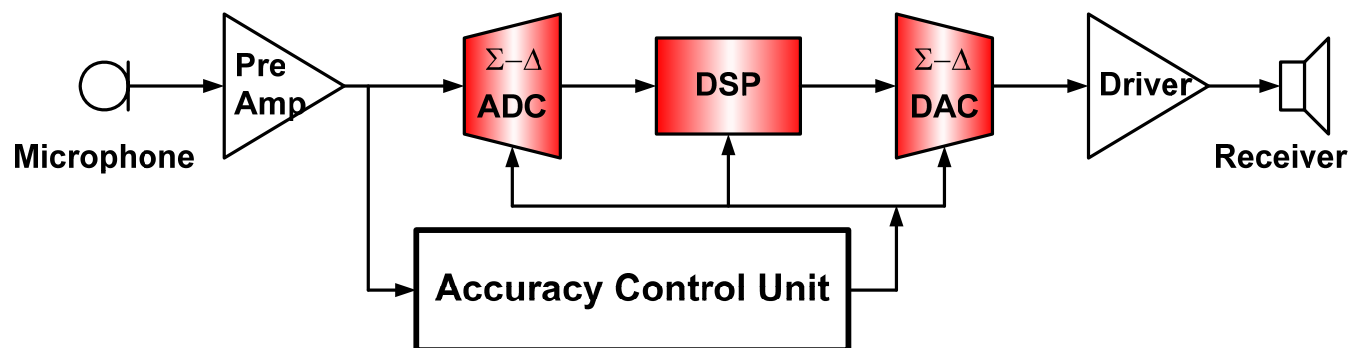 Microphone
Pre
Amp
Σ–Δ
ADC
DSP
Σ–Δ
DAC
Driver
Receiver
Accuracy Control Unit